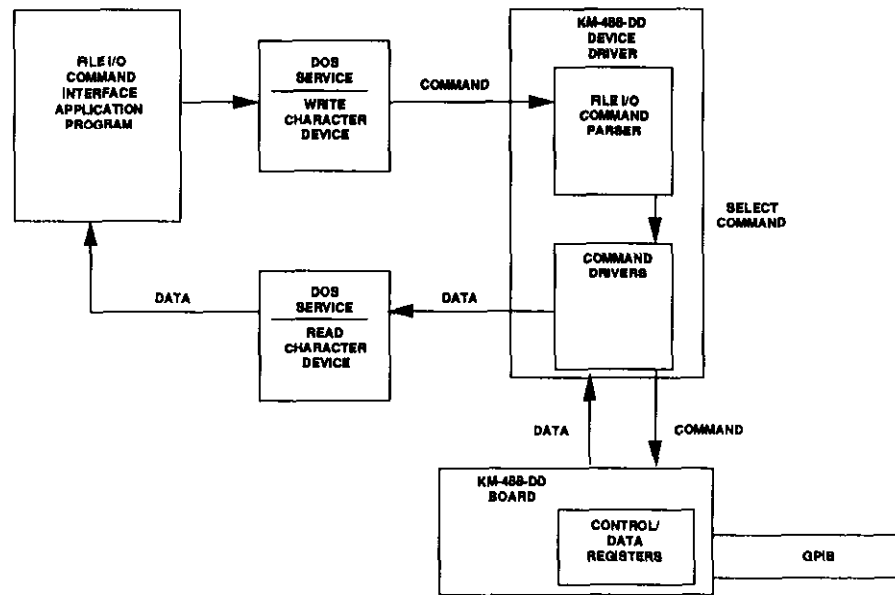 FILE I/O
COMMAND
INTERFACE
APPLICATION
PROGRAM
DOS
SERVICE
WRITE
CHARACTER
DEVICE
COMMAND
KM-488-DD
DEVICE
DRIVER
FILE I/O
COMMAND
PARSER
SELECT
COMMAND
COMMAND
DRIVERS
DATA
DOS
SERVICE
READ
CHARACTER
DEVICE
DATA
DATA
COMMAND
KM-488-DD
BOARD
CONTROL/
DATA
REGISTERS
GPIB